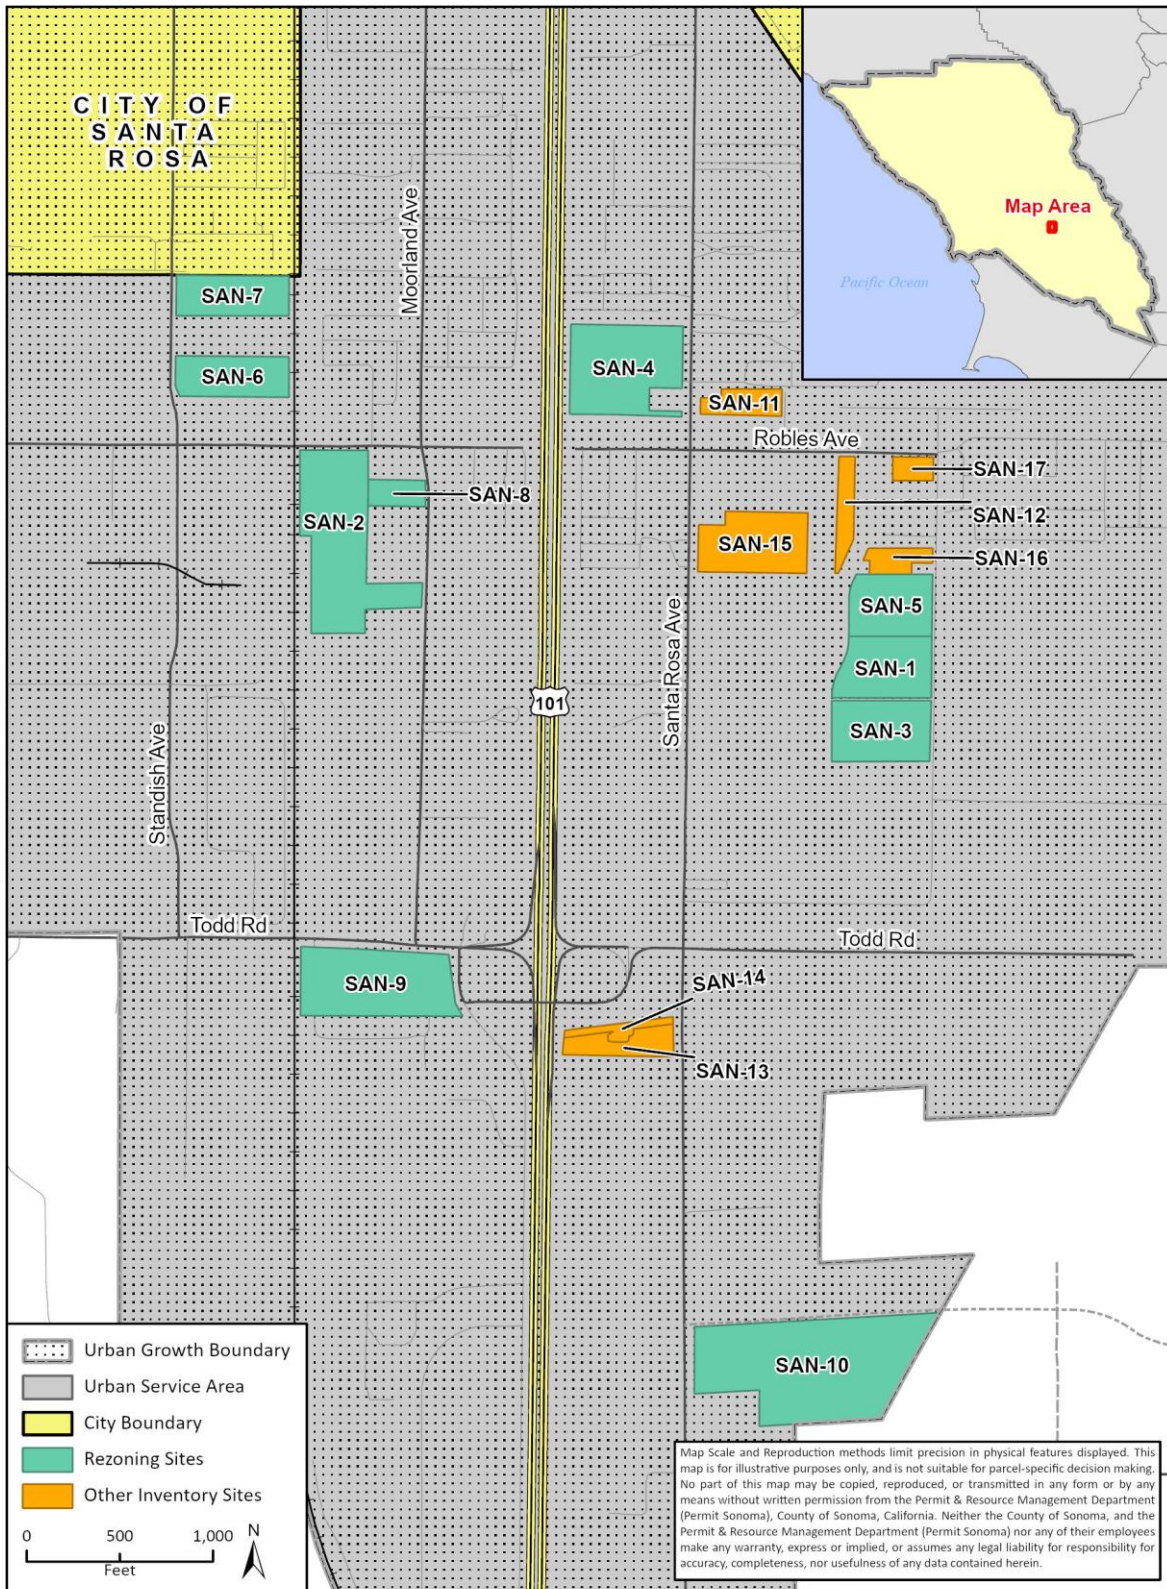 CITY OF
SANTA
ROSA
Moorland Ave
Map Area
Pacific Ocean
SAN-7
SAN-6
SAN-4
SAN-11
Robles Ave
SAN-17
SAN-8
SAN-12
SAN-2
SAN-15
SAN-16
SAN-5
SAN-1
SAN-3
Santa Rosa Ave
101
Standish Ave
Todd Rd
Todd Rd
SAN-9
SAN-14
SAN-13
SAN-10
Urban Growth Boundary
Urban Service Area
City Boundary
Rezoning Sites
Other Inventory Sites
0 500 1,000
Feet
N
Map Scale and Reproduction methods limit precision in physical features displayed. This
map is for illustrative purposes only, and is not suitable for parcel-specific decision making.
No part of this map may be copied, reproduced, or transmitted in any form or by any
means without written permission from the Permit & Resource Management Department
(Permit Sonoma), County of Sonoma, California. Neither the County of Sonoma, and the
Permit & Resource Management Department (Permit Sonoma) nor any of their employees
make any warranty, express or implied, or assumes any legal liability for responsibility for
accuracy, completeness, nor usefulness of any data contained herein.